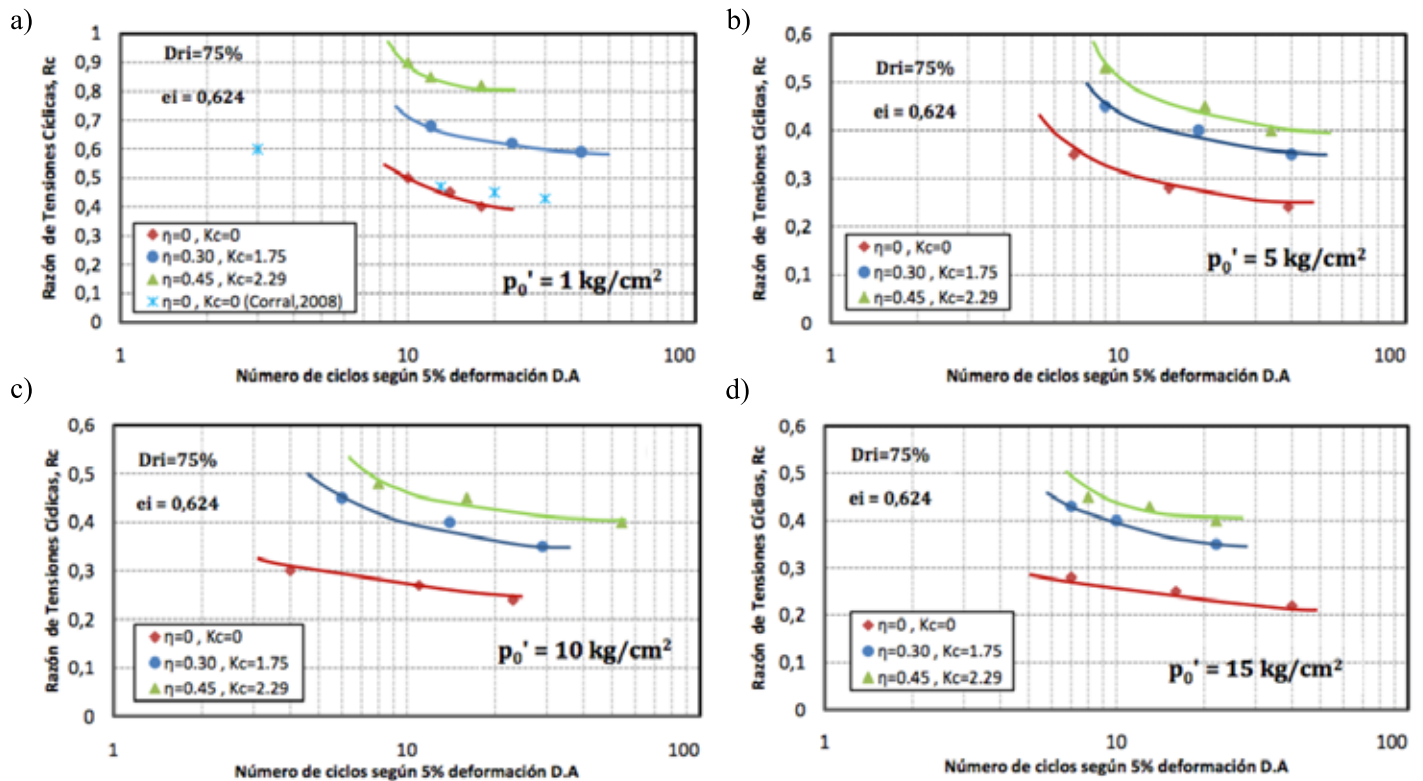 a)
Razón de Tensiones Cíclicas, Rc
1
0,9
0,8
0,7
0,6
0,5
0,4
0,3
0,2
0,1
0
Dri=75%
ei = 0,624
η=0 , Kc=0
η=0.30 , Kc=1.75
η=0.45 , Kc=2.29
η=0 , Kc=0 (Corral,2008)
p0' = 1 kg/cm²
1
10
100
Número de ciclos según 5% deformación D.A
b)
Razón de Tensiones Cíclicas, Rc
0,6
0,5
0,4
0,3
0,2
0,1
0
Dri=75%
ei = 0,624
η=0 , Kc=0
η=0.30 , Kc=1.75
η=0.45 , Kc=2.29
p0' = 5 kg/cm²
1
10
100
Número de ciclos según 5% deformación D.A
c)
Razón de Tensiones Cíclicas, Rc
0,6
0,5
0,4
0,3
0,2
0,1
0
Dri=75%
ei = 0,624
η=0 , Kc=0
η=0.30 , Kc=1.75
η=0.45 , Kc=2.29
p0' = 10 kg/cm²
1
10
100
Número de ciclos según 5% deformación D.A
d)
Razón de Tensiones Cíclicas, Rc
0,6
0,5
0,4
0,3
0,2
0,1
0
Dri=75%
ei = 0,624
η=0 , Kc=0
η=0.30 , Kc=1.75
η=0.45 , Kc=2.29
p0' = 15 kg/cm²
1
10
100
Número de ciclos según 5% deformación D.A